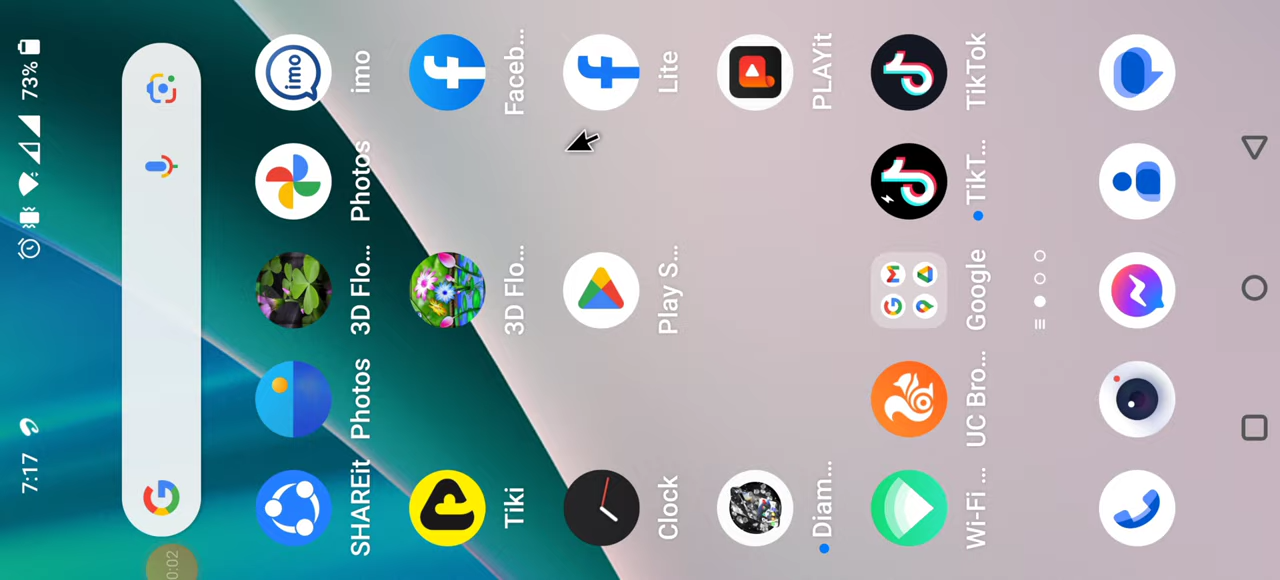 7:17
73%
imo
SHAREit
Photos
3D Flo...
Photos
imo
Tiki
3D Flo...
Faceb...
Clock
Play S...
Lite
Diam...
PLAYit
Wi-Fi ...
UC Bro...
Google
TikT...
TikTok
0:02